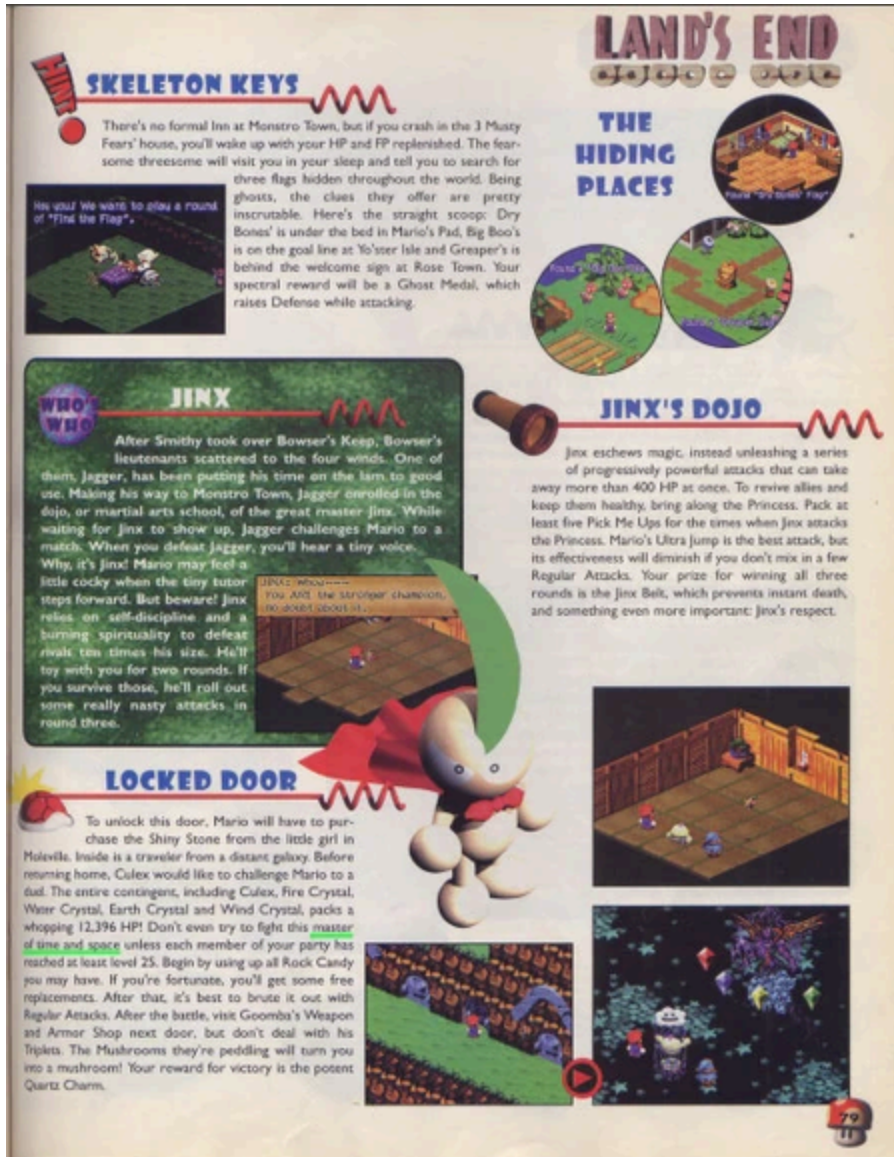 LAND'S END
HINT!
SKELETON KEYS
There's no formal Inn at Monstro Town, but if you crash in the 3 Musty
Fears' house, you'll wake up with your HP and FP replenished. The fear-
some threesome will visit you in your sleep and tell you to search for
three flags hidden throughout the world. Being
ghosts, the clues they offer are pretty
inscrutable. Here's the straight scoop: Dry
Bones' is under the bed in Mario's Pad, Big Boo's
is on the goal line at Yo'ster Isle and Greaper's is
behind the welcome sign at Rose Town. Your
spectral reward will be a Ghost Medal, which
raises Defense while attacking.
Hey you! We want to play a round
of "Find the Flag".
THE
HIDING
PLACES
Found "Dry Bones' Flag"
WHO'S
WHO
JINX
After Smithy took over Bowser's Keep, Bowser's
lieutenants scattered to the four winds. One of
them, Jagger, has been putting his time on the lam to good
use. Making his way to Monstro Town, Jagger enrolled in the
dojo, or martial arts school, of the great master Jinx. While
waiting for Jinx to show up, Jagger challenges Mario to a
match. When you defeat Jagger, you'll hear a tiny voice.
Why, it's Jinx! Mario may feel a
little cocky when the tiny tutor
steps forward. But beware! Jinx
relies on self-discipline and a
burning spirituality to defeat
rivals ten times his size. He'll
toy with you for two rounds. If
you survive those, he'll roll out
some really nasty attacks in
round three.
JINX: Whoa
You ARE the stronger champion,
no doubt about it.
JINX'S DOJO
Jinx eschews magic, instead unleashing a series
of progressively powerful attacks that can take
away more than 400 HP at once. To revive allies and
keep them healthy, bring along the Princess. Pack at
least five Pick Me Ups for the times when Jinx attacks
the Princess. Mario's Ultra Jump is the best attack, but
its effectiveness will diminish if you don't mix in a few
Regular Attacks. Your prize for winning all three
rounds is the Jinx Belt, which prevents instant death,
and something even more important: Jinx's respect.
LOCKED DOOR
To unlock this door, Mario will have to pur-
chase the Shiny Stone from the little girl in
Moleville. Inside is a traveler from a distant galaxy. Before
returning home, Culex would like to challenge Mario to a
duel. The entire contingent, including Culex, Fire Crystal,
Water Crystal, Earth Crystal and Wind Crystal, packs a
whopping 12,396 HP! Don't even try to fight this master
of time and space unless each member of your party has
reached at least level 25. Begin by using up all Rock Candy
you may have. If you're fortunate, you'll get some free
replacements. After that, it's best to brute it out with
Regular Attacks. After the battle, visit Goomba's Weapon
and Armor Shop next door, but don't deal with his
Triplets. The Mushrooms they're peddling will turn you
into a mushroom! Your reward for victory is the potent
Quartz Charm.
79